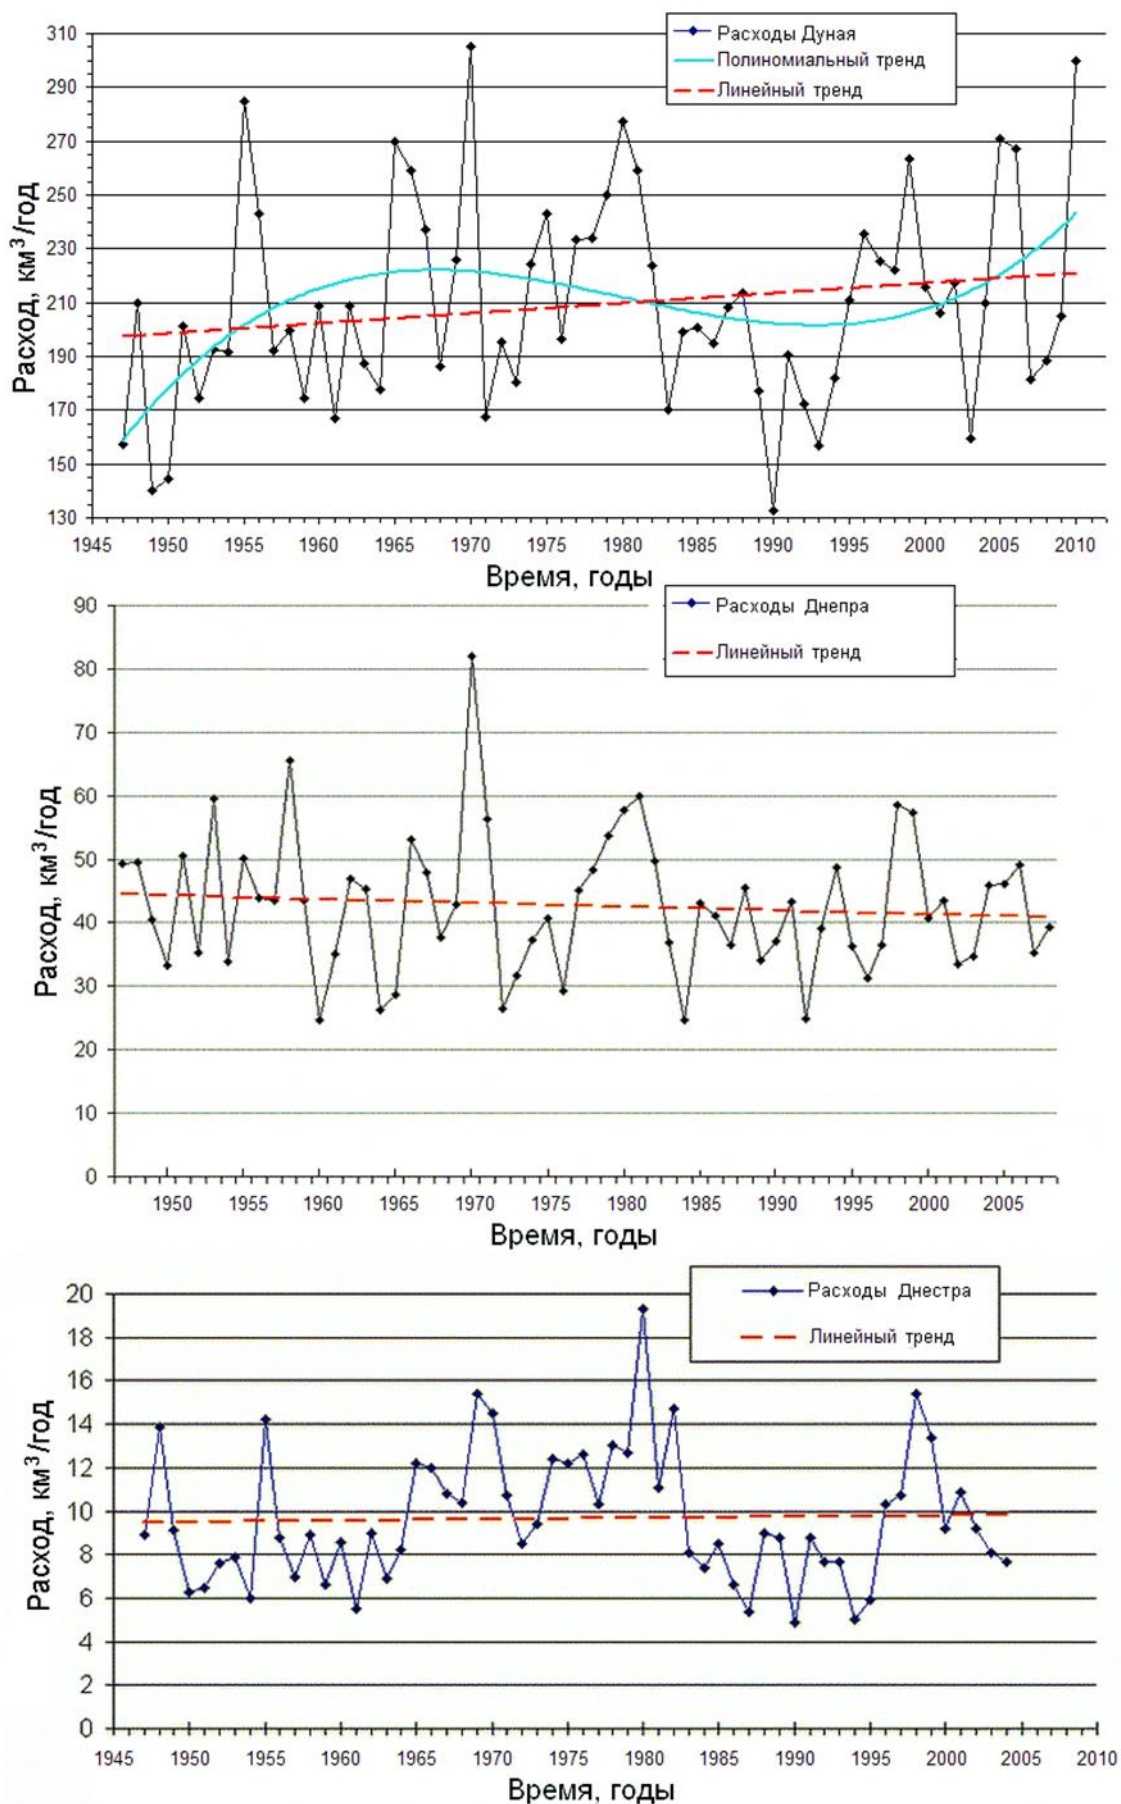 Расходы Дуная
Полиномиальный тренд
Линейный тренд
Расход, км³/год
310
290
270
250
230
210
190
170
150
130
1945 1950 1955 1960 1965 1970 1975 1980 1985 1990 1995 2000 2005 2010
Время, годы
Расходы Днепра
Линейный тренд
Расход, км³/год
90
80
70
60
50
40
30
20
10
0
1950 1955 1960 1965 1970 1975 1980 1985 1990 1995 2000 2005
Время, годы
Расходы Днестра
Линейный тренд
Расход, км³/год
20
18
16
14
12
10
8
6
4
2
0
1945 1950 1955 1960 1965 1970 1975 1980 1985 1990 1995 2000 2005 2010
Время, годы